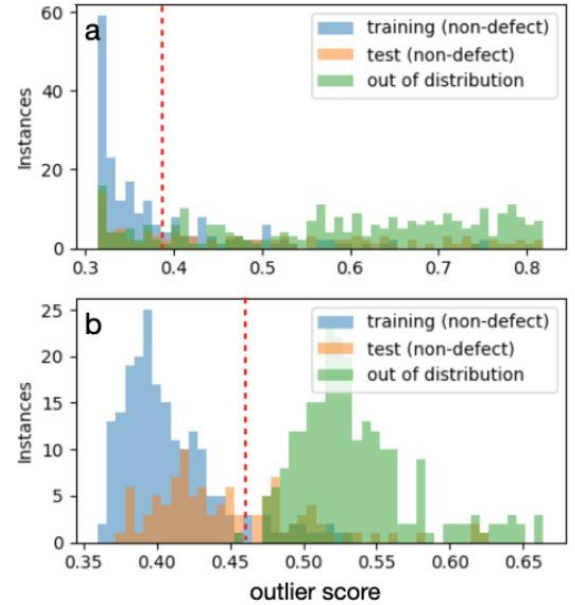 a
training (non-defect)
test (non-defect)
out of distribution
Instances
60
40
20
0
0.3 0.4 0.5 0.6 0.7 0.8
b
training (non-defect)
test (non-defect)
out of distribution
Instances
25
20
15
10
5
0
0.35 0.40 0.45 0.50 0.55 0.60 0.65
outlier score